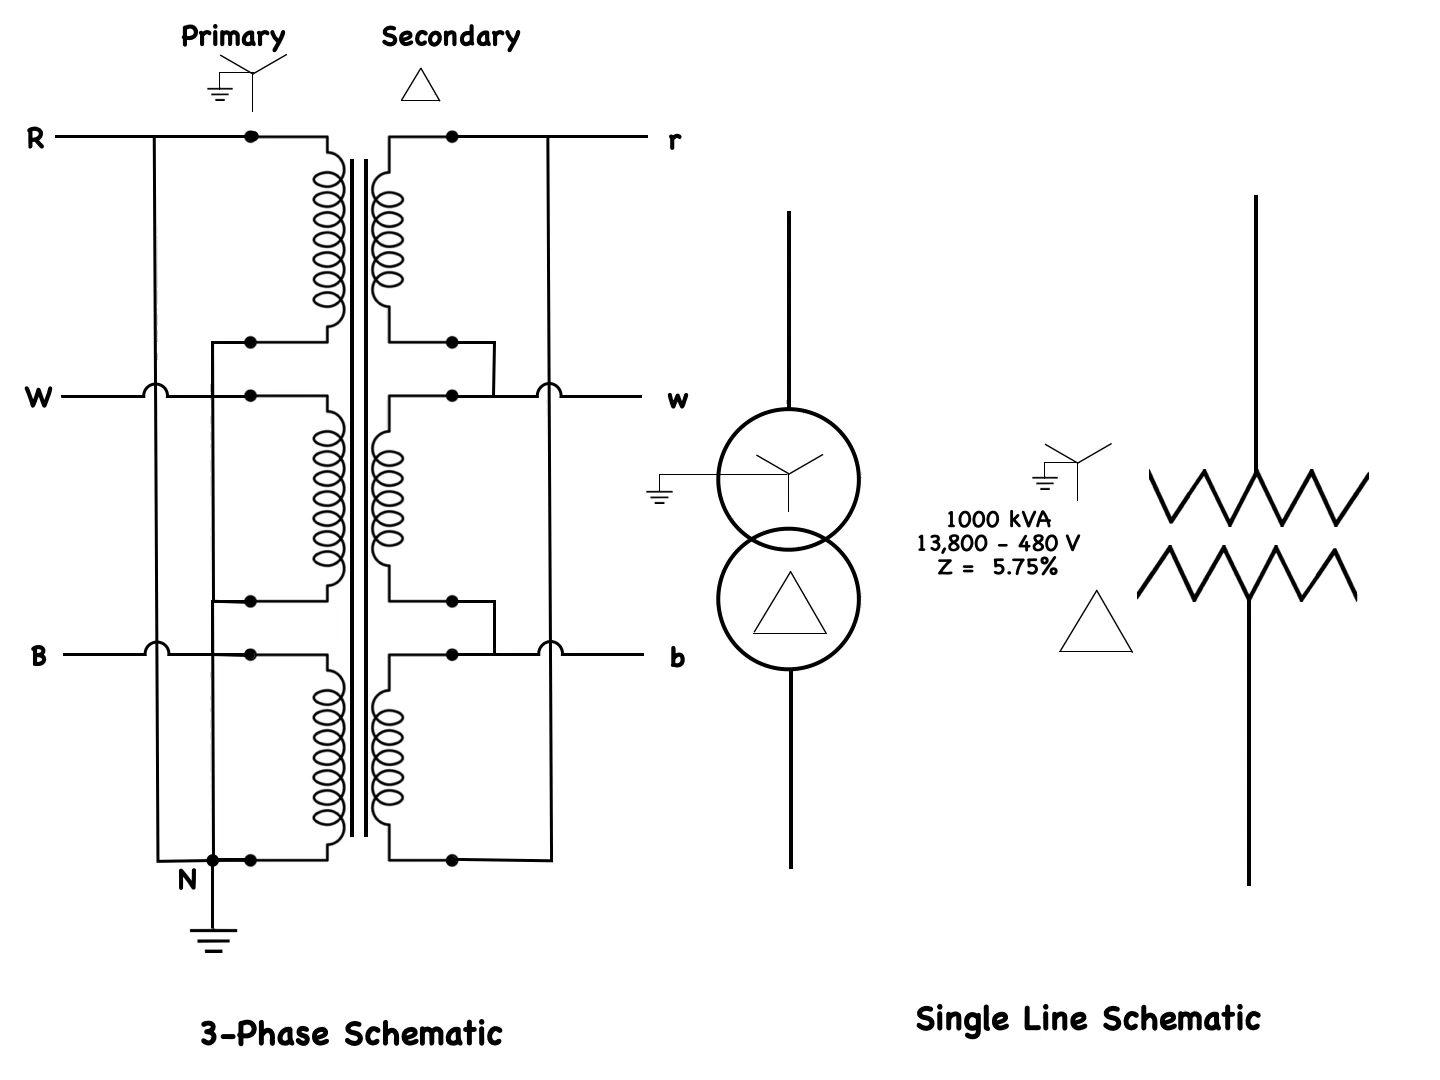 Primary
Secondary
R
r
W
w
1000 kVA
13,800 - 480 V
Z = 5.75%
B
b
N
3-Phase Schematic
Single Line Schematic